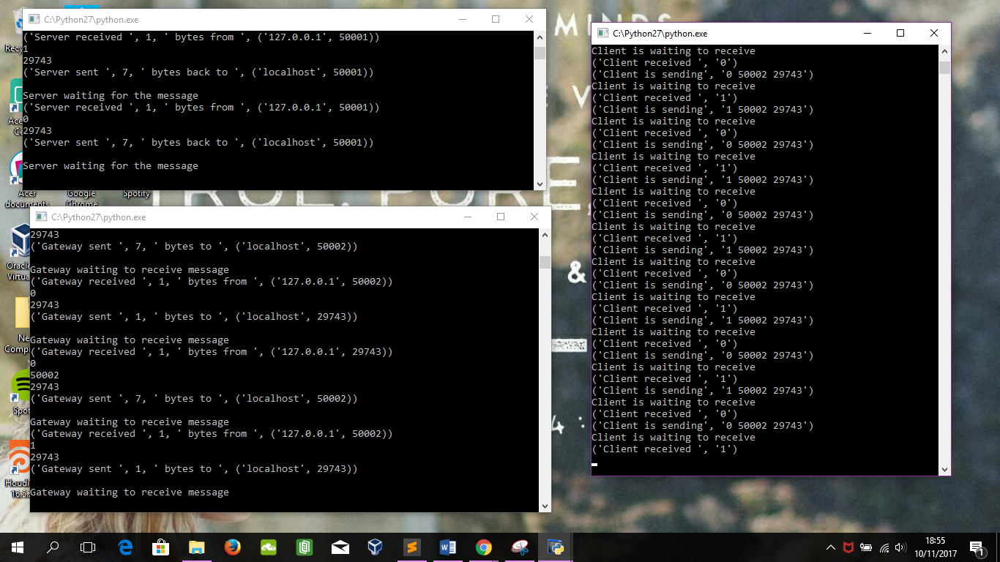 C:\Python27\python.exe
('Server received ', 1, ' bytes from ', ('127.0.0.1', 50001))
1
29743
('Server sent ', 7, ' bytes back to ', ('localhost', 50001))
Server waiting for the message
('Server received ', 1, ' bytes from ', ('127.0.0.1', 50001))
0
29743
('Server sent ', 7, ' bytes back to ', ('localhost', 50001))
Server waiting for the message
C:\Python27\python.exe
29743
('Gateway sent ', 7, ' bytes to ', ('localhost', 50002))
Gateway waiting to receive message
('Gateway received ', 1, ' bytes from ', ('127.0.0.1', 50002))
0
29743
('Gateway sent ', 1, ' bytes to ', ('localhost', 29743))
Gateway waiting to receive message
('Gateway received ', 1, ' bytes from ', ('127.0.0.1', 29743))
0
50002
29743
('Gateway sent ', 7, ' bytes to ', ('localhost', 50002))
Gateway waiting to receive message
('Gateway received ', 1, ' bytes from ', ('127.0.0.1', 50002))
1
29743
('Gateway sent ', 1, ' bytes to ', ('localhost', 29743))
Gateway waiting to receive message
C:\Python27\python.exe
Client is waiting to receive
('Client received ', '0')
('Client is sending', '0 50002 29743')
Client is waiting to receive
('Client received ', '1')
('Client is sending', '1 50002 29743')
Client is waiting to receive
('Client received ', '0')
('Client is sending', '0 50002 29743')
Client is waiting to receive
('Client received ', '1')
('Client is sending', '1 50002 29743')
Client is waiting to receive
('Client received ', '0')
('Client is sending', '0 50002 29743')
Client is waiting to receive
('Client received ', '1')
('Client is sending', '1 50002 29743')
Client is waiting to receive
('Client received ', '0')
('Client is sending', '0 50002 29743')
Client is waiting to receive
('Client received ', '1')
('Client is sending', '1 50002 29743')
Client is waiting to receive
('Client received ', '0')
('Client is sending', '0 50002 29743')
Client is waiting to receive
('Client received ', '1')
('Client is sending', '1 50002 29743')
Client is waiting to receive
('Client received ', '0')
('Client is sending', '0 50002 29743')
Client is waiting to receive
('Client received ', '1')
MINDS
TRUE. PURE,
&
4 :
Acer
documents
Google
Chrome
Spotify
18:55
10/11/2017
1